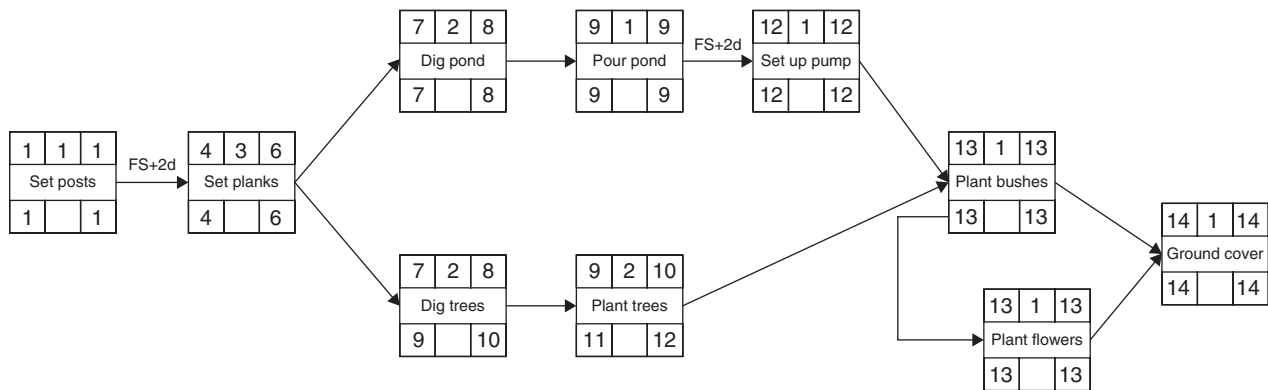 7 2 8
Dig pond
7 8
9 1 9
Pour pond
9 9
FS+2d
12 1 12
Set up pump
12 12
1 1 1
Set posts
1 1
FS+2d
4 3 6
Set planks
4 6
13 1 13
Plant bushes
13 13
14 1 14
Ground cover
14 14
7 2 8
Dig trees
9 10
9 2 10
Plant trees
11 12
13 1 13
Plant flowers
13 13